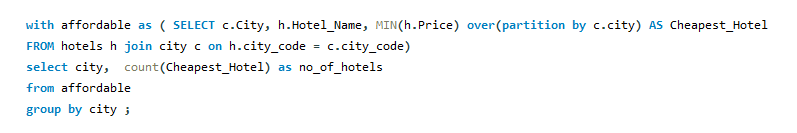 with affordable as ( SELECT c.City, h.Hotel_Name, MIN(h.Price) over(partition by c.city) AS Cheapest_Hotel
FROM hotels h join city c on h.city_code = c.city_code)
select city,  count(Cheapest_Hotel) as no_of_hotels
from affordable
group by city ;